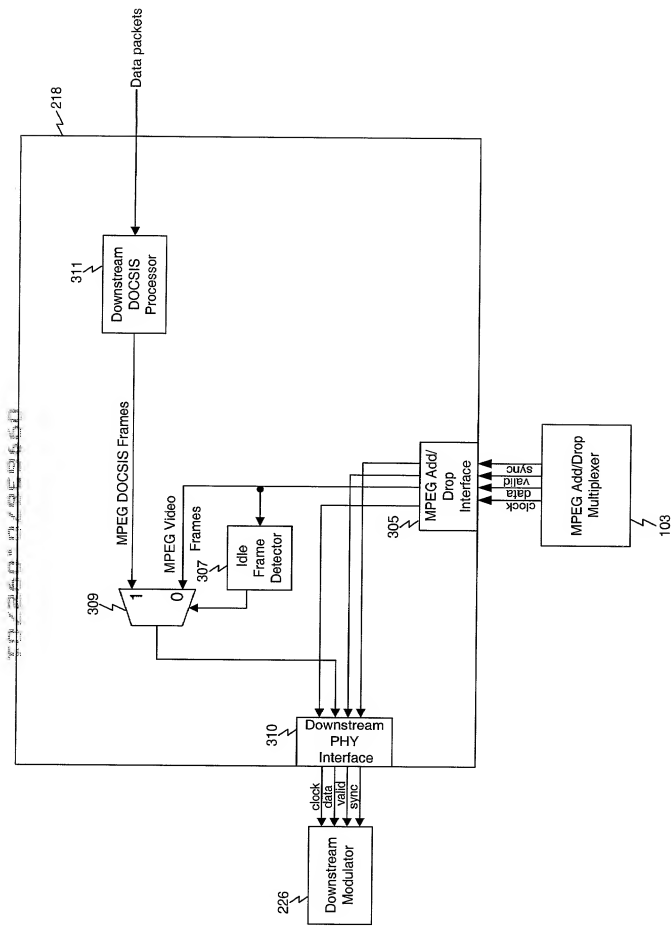 Data packets
218
311
Downstream
DOCSIS
Processor
MPEG DOCSIS Frames
MPEG Video
Frames
309
1
0
307
Idle
Frame
Detector
305
MPEG Add/
Drop
Interface
clock
data
valid
sync
MPEG Add/Drop
Multiplexer
103
310
Downstream
PHY
Interface
clock
data
valid
sync
Downstream
Modulator
226